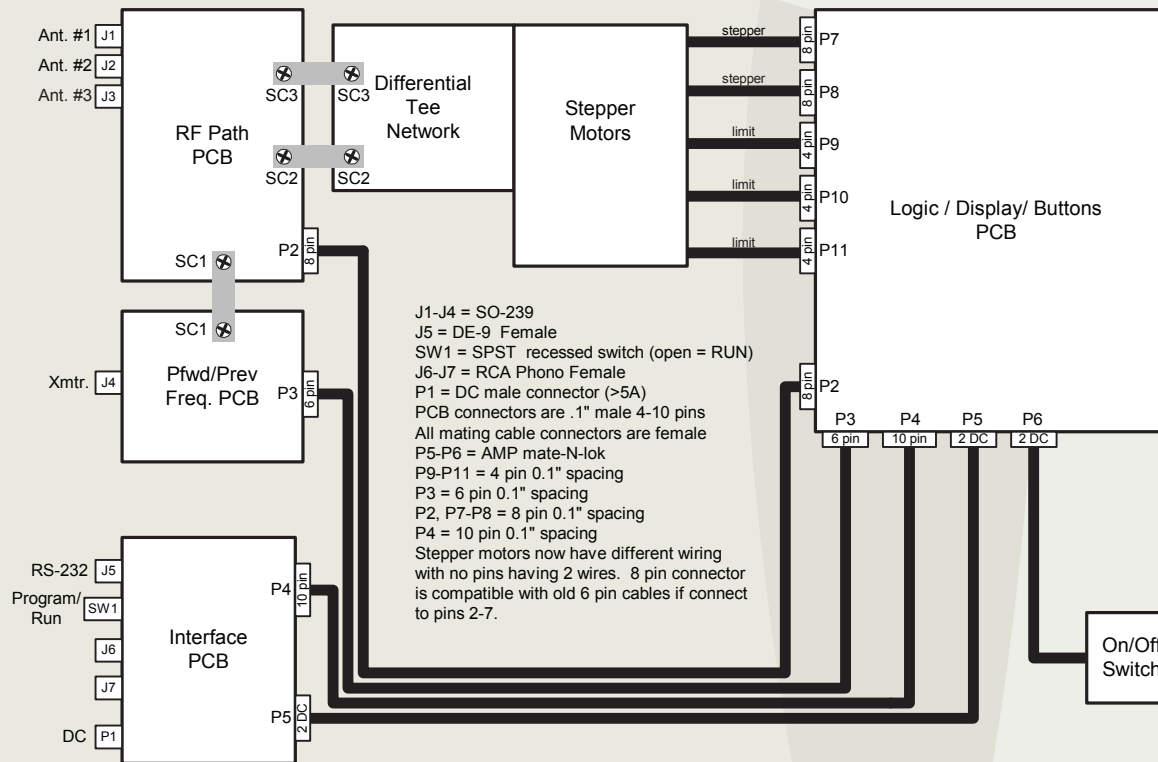 Ant. #1 J1
Ant. #2 J2
Ant. #3 J3
RF Path
PCB
SC3
SC3
SC2
SC2
SC1
P2
8 pin
Differential
Tee
Network
Stepper
Motors
stepper
stepper
limit
limit
limit
8 pin P7
8 pin P8
4 pin P9
4 pin P10
4 pin P11
Logic / Display/ Buttons
PCB
8 pin P2
P3 P4 P5 P6
6 pin 10 pin 2 DC 2 DC
SC1
Xmtr. J4
Pfwd/Prev
Freq. PCB
P3
6 pin
J1-J4 = SO-239
J5 = DE-9 Female
SW1 = SPST recessed switch (open = RUN)
J6-J7 = RCA Phono Female
P1 = DC male connector (>5A)
PCB connectors are .1" male 4-10 pins
All mating cable connectors are female
P5-P6 = AMP mate-N-lok
P9-P11 = 4 pin 0.1" spacing
P3 = 6 pin 0.1" spacing
P2, P7-P8 = 8 pin 0.1" spacing
P4 = 10 pin 0.1" spacing
Stepper motors now have different wiring
with no pins having 2 wires. 8 pin connector
is compatible with old 6 pin cables if connect
to pins 2-7.
RS-232 J5
Program/
Run
SW1
J6
J7
DC P1
Interface
PCB
P4
10 pin
P5
2 DC
On/Off
Switch